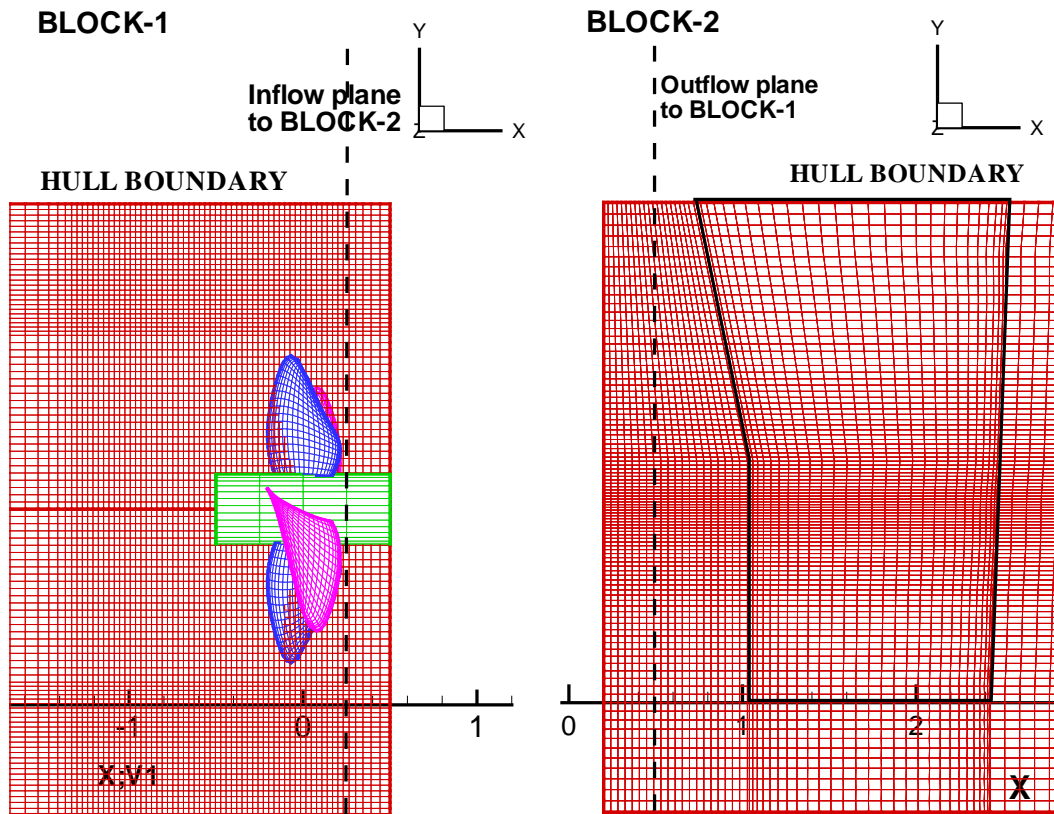 BLOCK-1
Y
Inflow plane
to BLOCK-2
Z
X
HULL BOUNDARY
-1
0
1
X;V1
BLOCK-2
Y
Outflow plane
to BLOCK-1
Z
X
HULL BOUNDARY
0
1
2
X